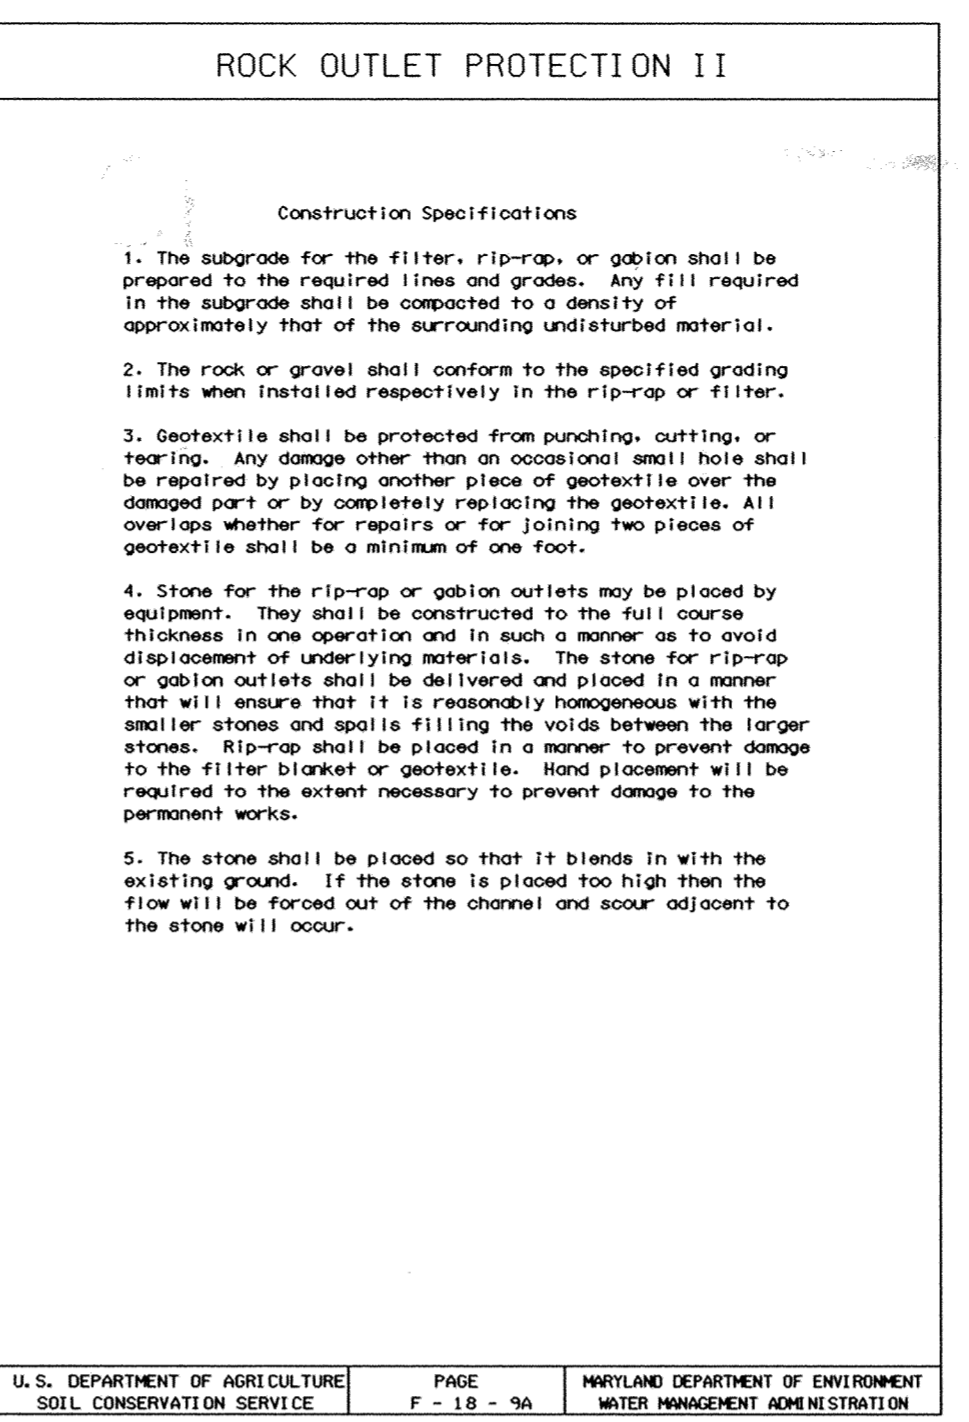 ROCK OUTLET PROTECTION II
Construction Specifications
1. The subgrade for the filter, rip-rap, or gabion shall be
prepared to the required lines and grades.  Any fill required
in the subgrade shall be compacted to a density of
approximately that of the surrounding undisturbed material.
2. The rock or gravel shall conform to the specified grading
limits when installed respectively in the rip-rap or filter.
3. Geotextile shall be protected from punching, cutting, or
tearing.  Any damage other than an occasional small hole shall
be repaired by placing another piece of geotextile over the
damaged part or by completely replacing the geotextile. All
overlaps whether for repairs or for joining two pieces of
geotextile shall be a minimum of one foot.
4. Stone for the rip-rap or gabion outlets may be placed by
equipment.  They shall be constructed to the full course
thickness in one operation and in such a manner as to avoid
displacement of underlying materials.  The stone for rip-rap
or gabion outlets shall be delivered and placed in a manner
that will ensure that it is reasonably homogeneous with the
smaller stones and spalls filling the voids between the larger
stones.  Rip-rap shall be placed in a manner to prevent damage
to the filter blanket or geotextile.  Hand placement will be
required to the extent necessary to prevent damage to the
permanent works.
5. The stone shall be placed so that it blends in with the
existing ground.  If the stone is placed too high then the
flow will be forced out of the channel and scour adjacent to
the stone will occur.
U.S. DEPARTMENT OF AGRICULTURE
SOIL CONSERVATION SERVICE
PAGE
F - 18 - 9A
MARYLAND DEPARTMENT OF ENVIRONMENT
WATER MANAGEMENT ADMINISTRATION